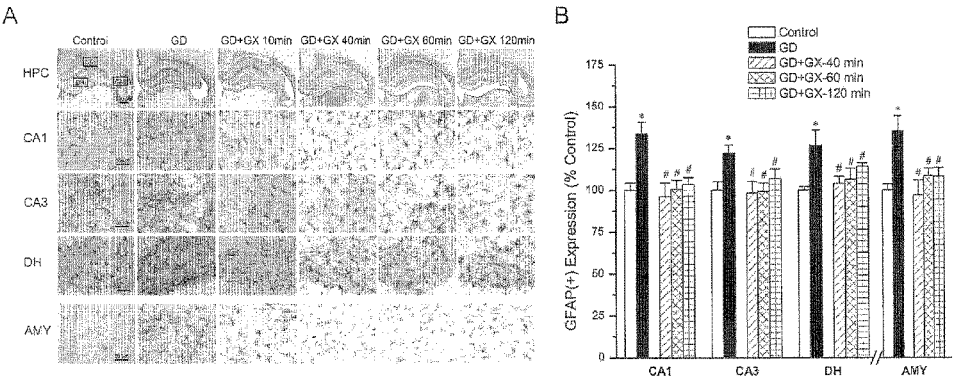 A
Control GD GD+GX 10min GD+GX 40min GD+GX 60min GD+GX 120min
HPC
CA1
CA3
DH
AMY
B
Control
GD
GD+GX-40 min
GD+GX-60 min
GD+GX-120 min
GFAP(+) Expression (% Control)
175
150
125
100
75
50
25
0
* # # #
* # # #
* # # #
* # # #
CA1 CA3 DH AMY